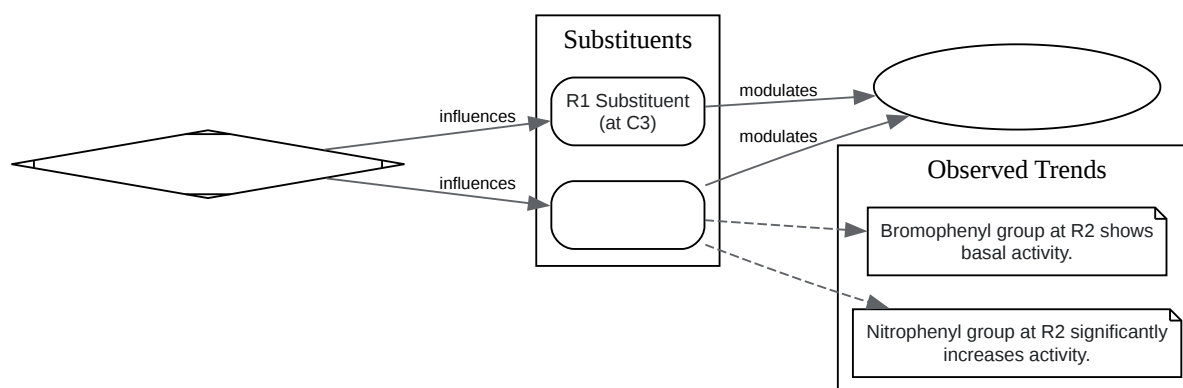 Substituents
R1 Substituent
(at C3)
influences
influences
modulates
modulates
Observed Trends
Bromophenyl group at R2 shows
basal activity.
Nitrophenyl group at R2 significantly
increases activity.